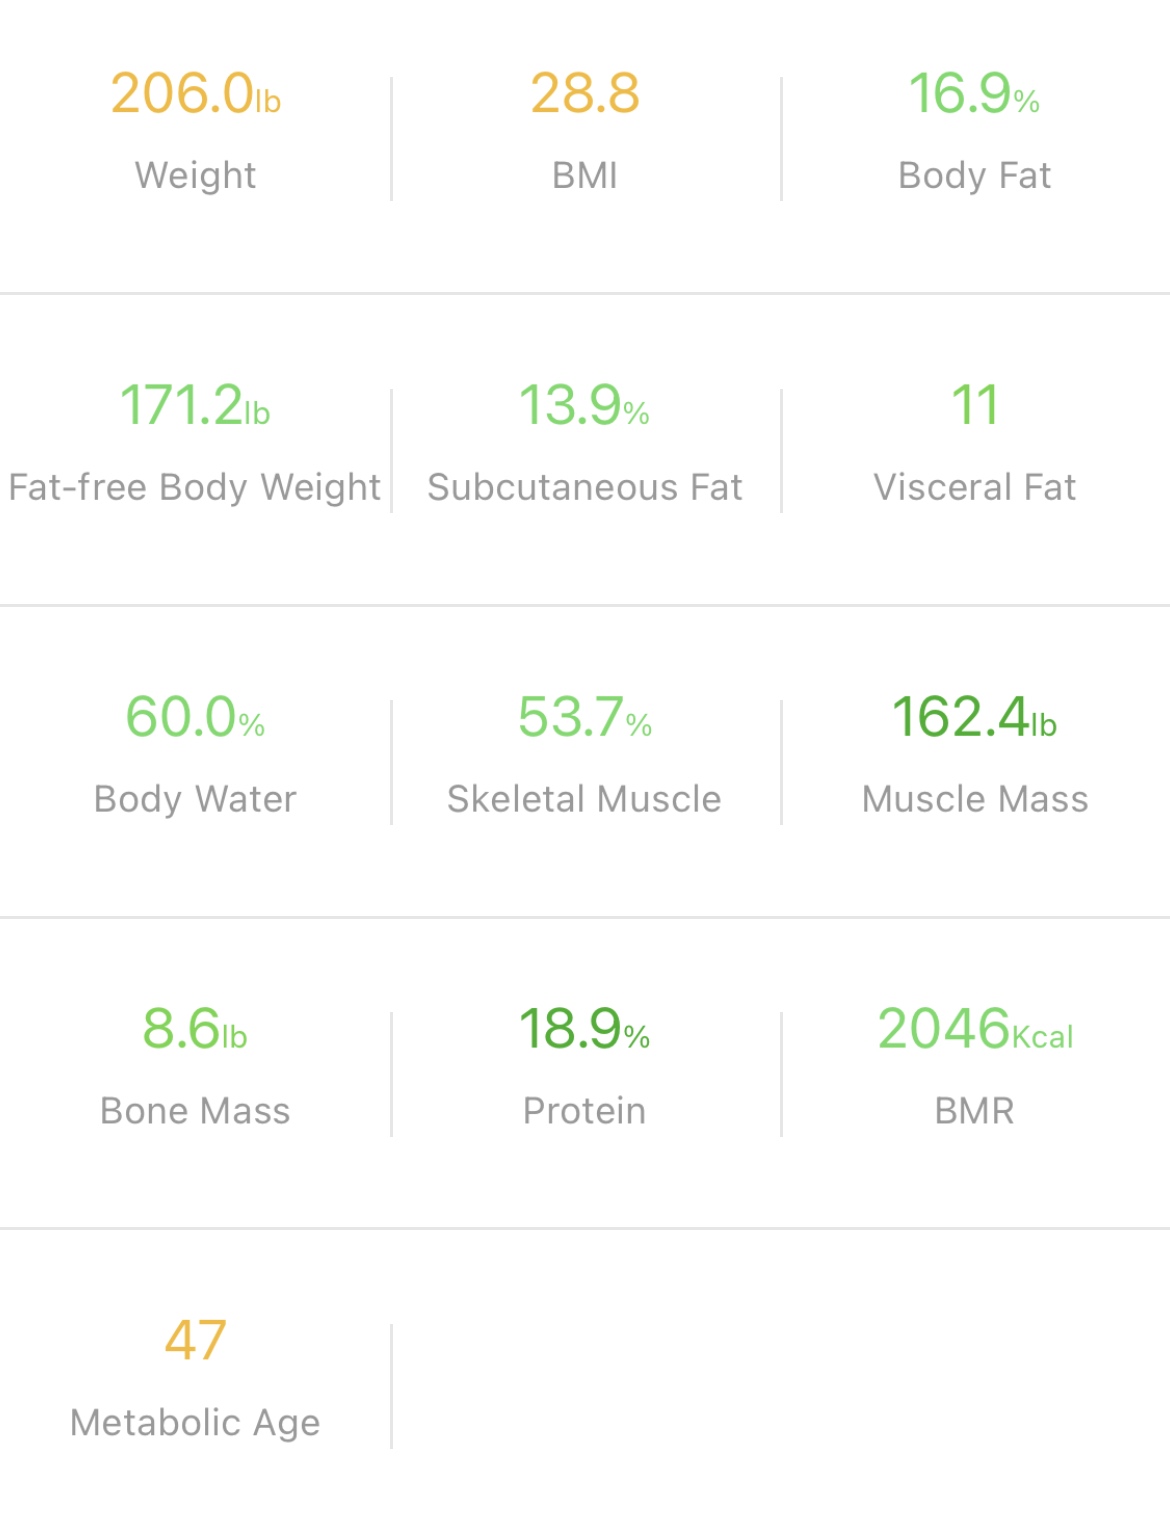 206.0lb 28.8 16.9%
Weight BMI Body Fat
171.2lb 13.9% 11
Fat-free Body Weight Subcutaneous Fat Visceral Fat
60.0% 53.7% 162.4lb
Body Water Skeletal Muscle Muscle Mass
8.6lb 18.9% 2046Kcal
Bone Mass Protein BMR
47
Metabolic Age